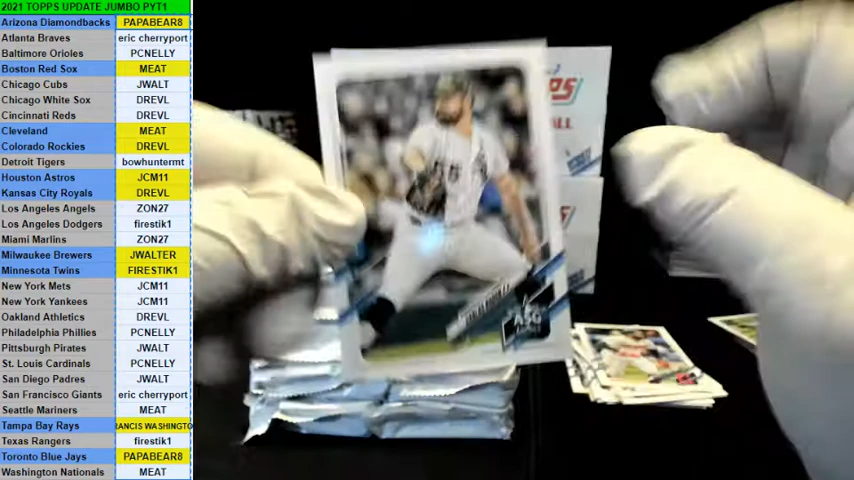 2021 TOPPS UPDATE JUMBO PYT1
Arizona Diamondbacks PAPABEAR8
Atlanta Braves eric cherryport
Baltimore Orioles PCNELLY
Boston Red Sox MEAT
Chicago Cubs JWALT
Chicago White Sox DREVL
Cincinnati Reds DREVL
Cleveland MEAT
Colorado Rockies DREVL
Detroit Tigers bowhuntermt
Houston Astros JCM11
Kansas City Royals DREVL
Los Angeles Angels ZON27
Los Angeles Dodgers firestik1
Miami Marlins ZON27
Milwaukee Brewers JWALTER
Minnesota Twins FIRESTIK1
New York Mets JCM11
New York Yankees JCM11
Oakland Athletics DREVL
Philadelphia Phillies PCNELLY
Pittsburgh Pirates JWALT
St. Louis Cardinals PCNELLY
San Diego Padres JWALT
San Francisco Giants eric cherryport
Seattle Mariners MEAT
Tampa Bay Rays RANCIS WASHINGTO
Texas Rangers firestik1
Toronto Blue Jays PAPABEAR8
Washington Nationals MEAT
ASG